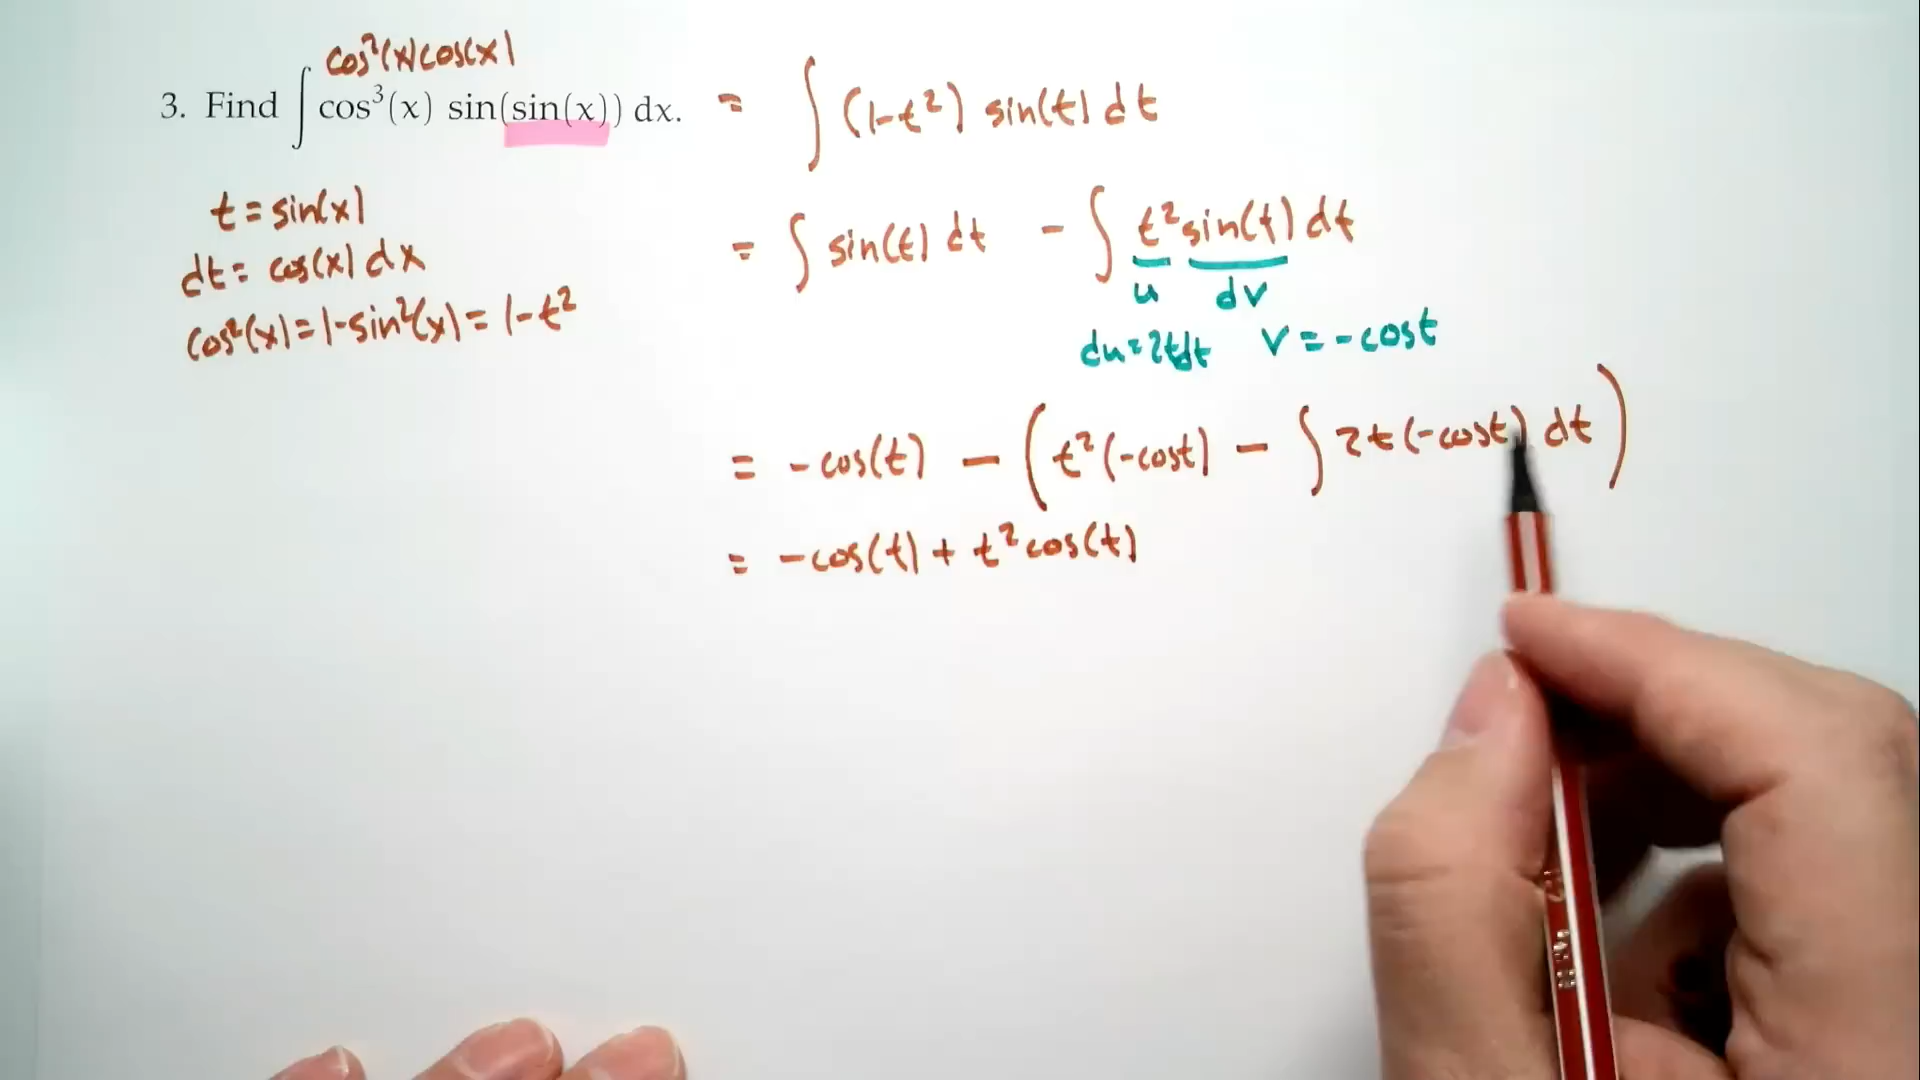 cos²(x)cos(x)
3. Find ∫ cos³(x) sin(sin(x)) dx. = ∫ (1-t²) sin(t) dt
t = sin(x)
dt = cos(x) dx
cos²(x) = 1-sin²(x) = 1-t²
= ∫ sin(t) dt - ∫ t² sin(t) dt
u dv
du = 2t dt v = -cost
= -cos(t) - (t²(-cost) - ∫ 2t(-cost) dt)
= -cos(t) + t² cos(t)